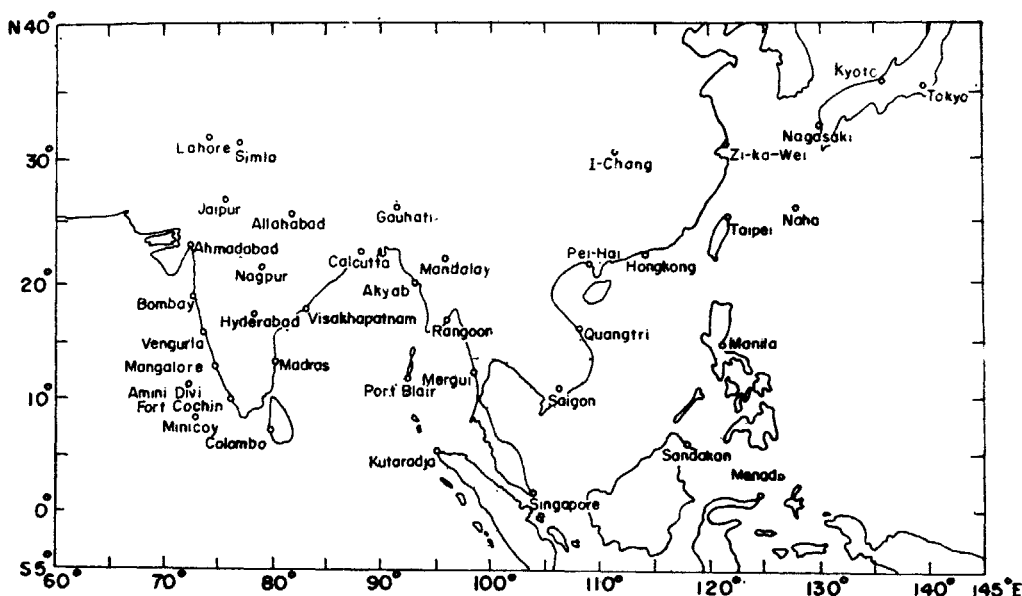 N40°
Kyotc
Tokyo
Nagasaki
Lahore
Simla
30°
I-Chang
Zi-ka-Wei
Jaipur
Allahabad
Gauhati
Naha
Taipei
Ahmadabad
Calcutta
Mandalay
Pei-Hai
Hongkong
Nagpur
20°
Akyab
Bombay
Hyderabad
Visakhapatnam
Rangoon
Quangtri
Vengurla
Manila
Mangalore
Madras
Mergui
Port Blair
Amini Divi
10°
Saigon
Fort Cochin
Minicoy
Colombo
Sandakan
Kutaradja
Menado
Singapore
0°
S5°
60° 70° 80° 90° 100° 110° 120° 130° 140° 145°E